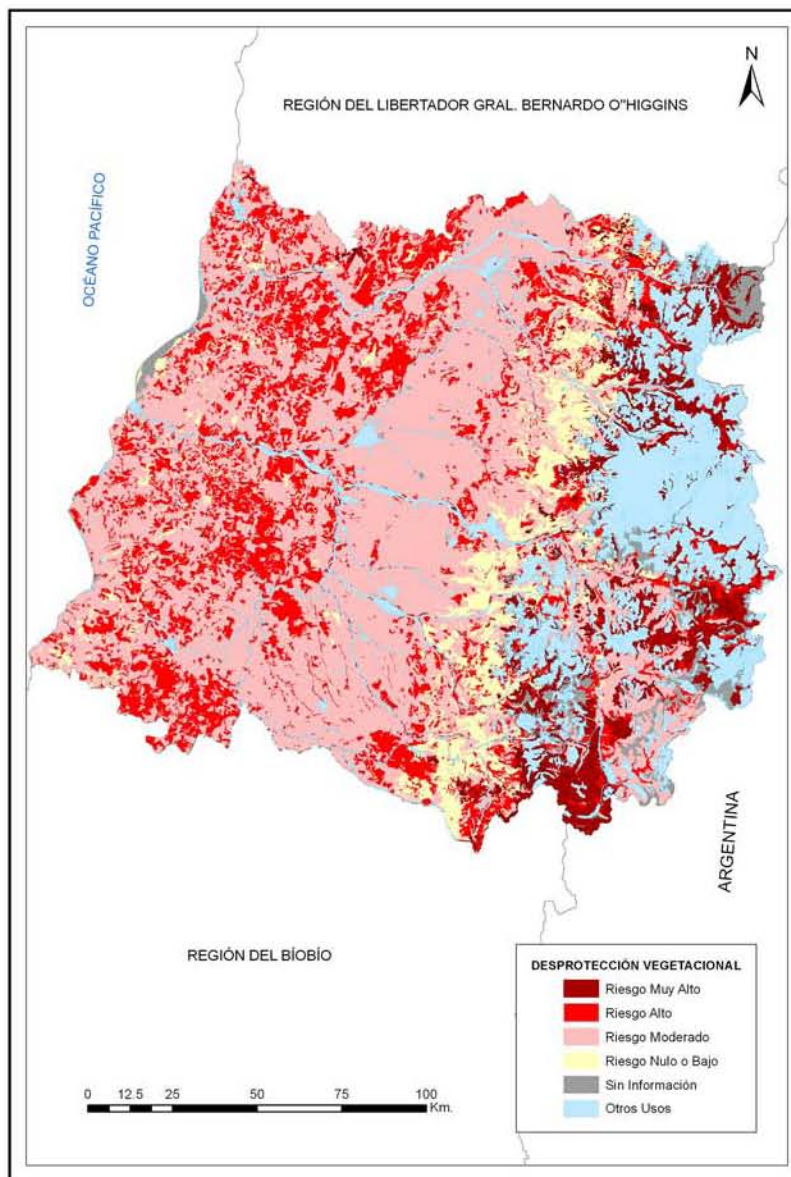 N
REGIÓN DEL LIBERTADOR GRAL. BERNARDO O"HIGGINS
OCÉANO PACÍFICO
ARGENTINA
REGIÓN DEL BÍOBÍO
DESPROTECCIÓN VEGETACIONAL
Riesgo Muy Alto
Riesgo Alto
Riesgo Moderado
Riesgo Nulo o Bajo
Sin Información
Otros Usos
0 12.5 25 50 75 100
Km.